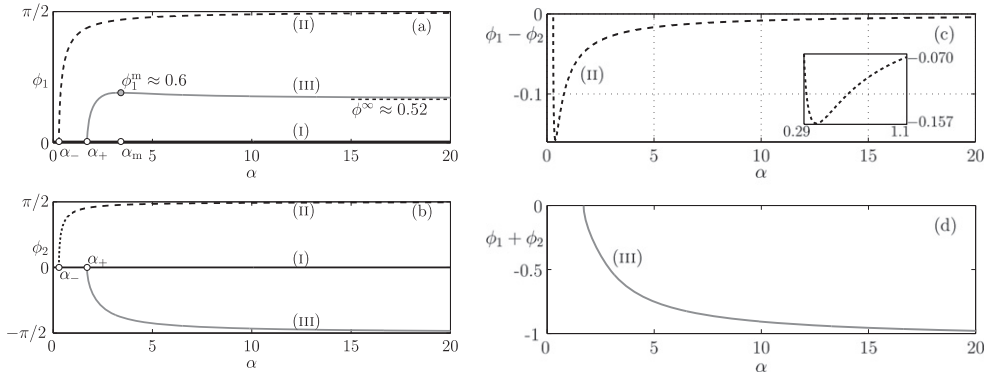 π/2
(II)
(a)
ϕ₁
ϕ₁ᵐ ≈ 0.6
(III)
ϕ^∞ ≈ 0.52
(I)
0
0 α₋ α₊ αₘ 5 10 15 20
α
π/2
(II)
(b)
ϕ₂
(I)
0
α₋ α₊
(III)
−π/2
0 5 10 15 20
α
0
ϕ₁ − ϕ₂
(c)
(II)
-0.1
−0.070
−0.157
0.29 1.1
0 5 10 15 20
α
0
ϕ₁ + ϕ₂
(d)
(III)
-0.5
-1
0 5 10 15 20
α